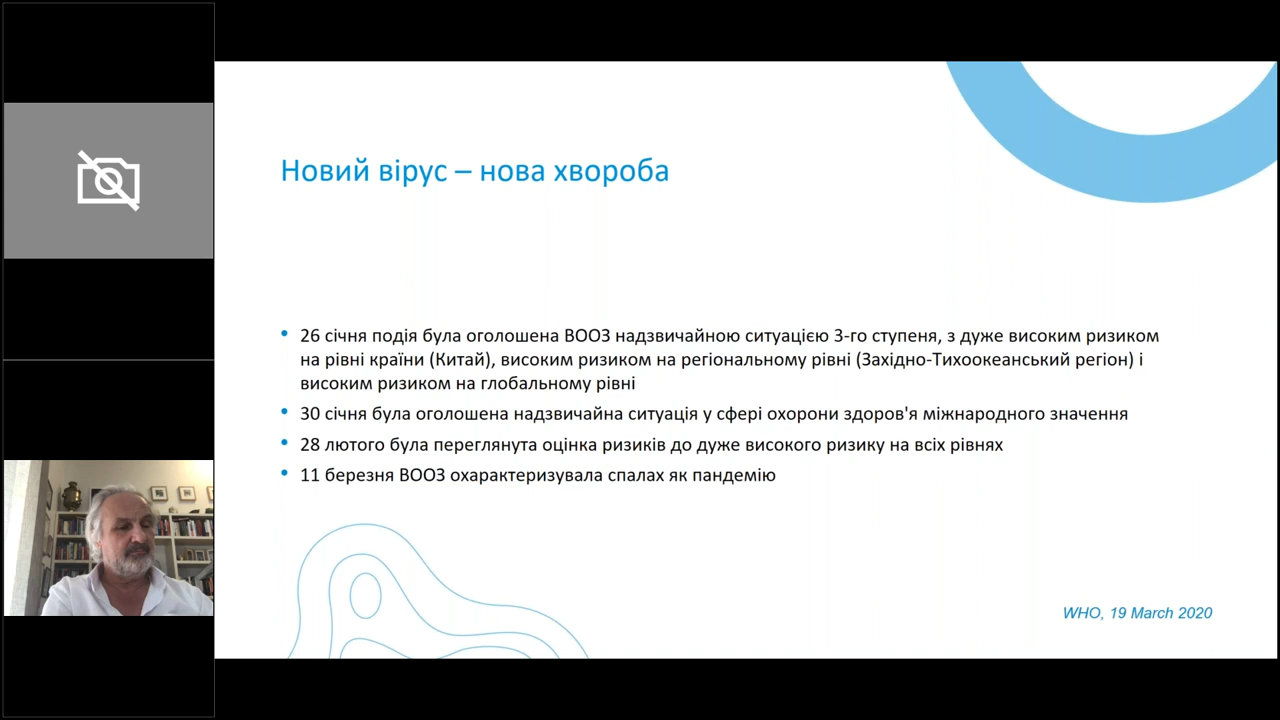 Новий вірус – нова хвороба
• 26 січня подія була оголошена ВООЗ надзвичайною ситуацією 3-го ступеня, з дуже високим ризиком
на рівні країни (Китай), високим ризиком на регіональному рівні (Західно-Тихоокеанський регіон) і
високим ризиком на глобальному рівні
• 30 січня була оголошена надзвичайна ситуація у сфері охорони здоров'я міжнародного значення
• 28 лютого була переглянута оцінка ризиків до дуже високого ризику на всіх рівнях
• 11 березня ВООЗ охарактеризувала спалах як пандемію
WHO, 19 March 2020